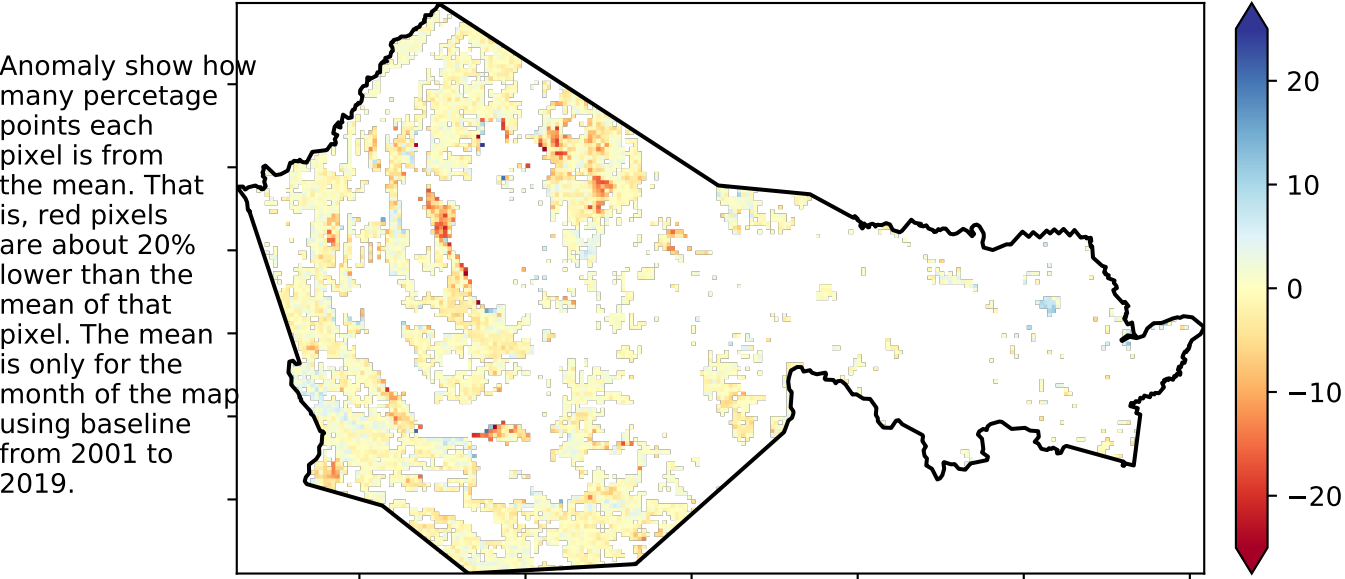 Anomaly show how
many percetage
points each
pixel is from
the mean. That
is, red pixels
are about 20%
lower than the
mean of that
pixel. The mean
is only for the
month of the map
using baseline
from 2001 to
2019.
20
10
0
−10
−20